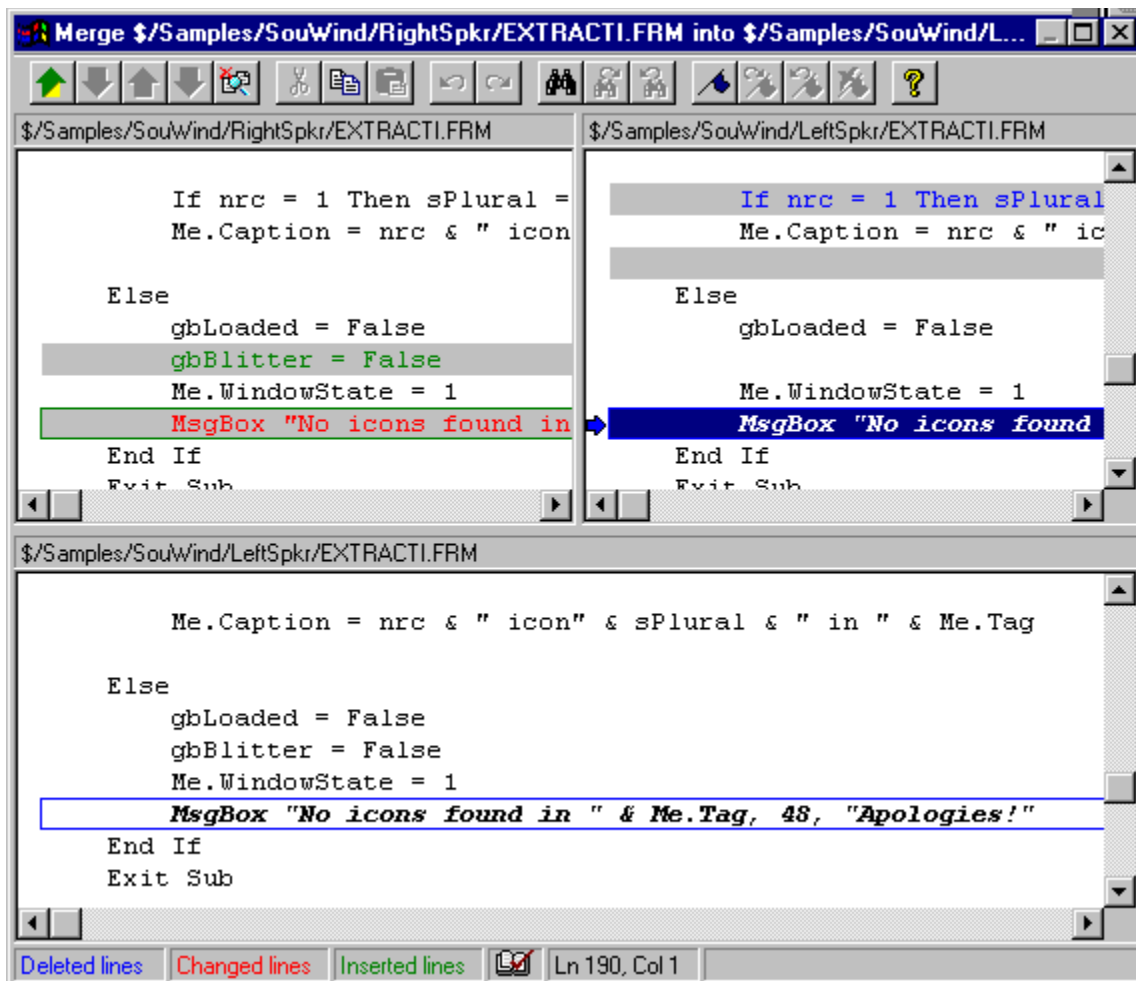 Merge $/Samples/SouWind/RightSpkr/EXTRACTI.FRM into $/Samples/SouWind/L...
$/Samples/SouWind/RightSpkr/EXTRACTI.FRM
If nrc = 1 Then sPlural =
Me.Caption = nrc & " icon
Else
gbLoaded = False
gbBlitter = False
Me.WindowState = 1
MsgBox "No icons found in
End If
Exit Sub
$/Samples/SouWind/LeftSpkr/EXTRACTI.FRM
If nrc = 1 Then sPlural
Me.Caption = nrc & " ic
Else
gbLoaded = False
Me.WindowState = 1
MsgBox "No icons found
End If
Exit Sub
$/Samples/SouWind/LeftSpkr/EXTRACTI.FRM
Me.Caption = nrc & " icon" & sPlural & " in " & Me.Tag
Else
gbLoaded = False
gbBlitter = False
Me.WindowState = 1
MsgBox "No icons found in " & Me.Tag, 48, "Apologies!"
End If
Exit Sub
Deleted lines Changed lines Inserted lines Ln 190, Col 1